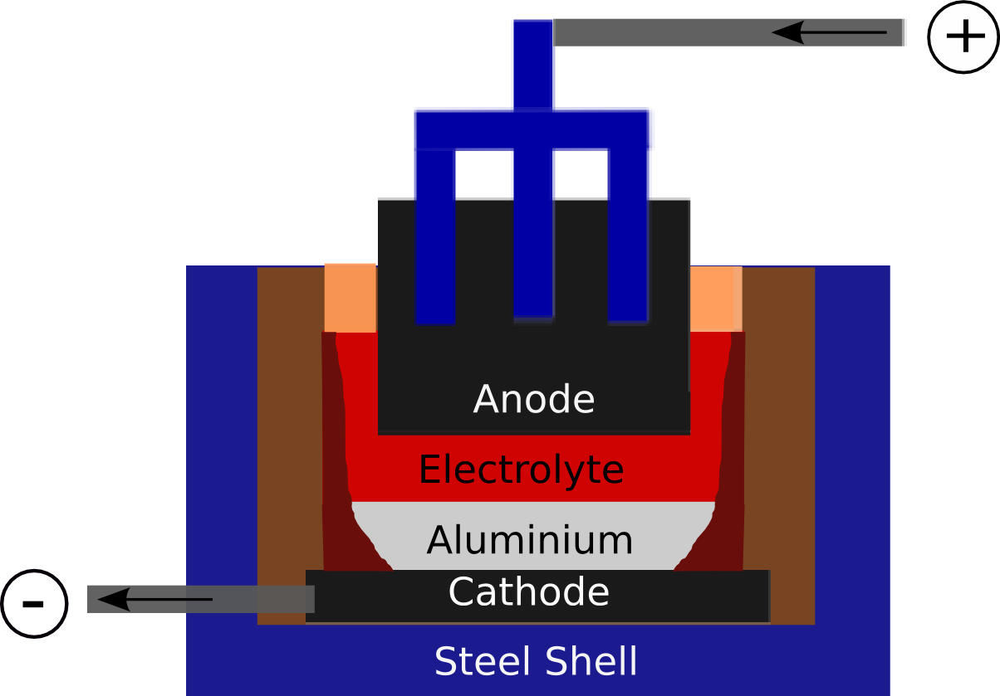 +
Anode
Electrolyte
Aluminium
Cathode
-
Steel Shell